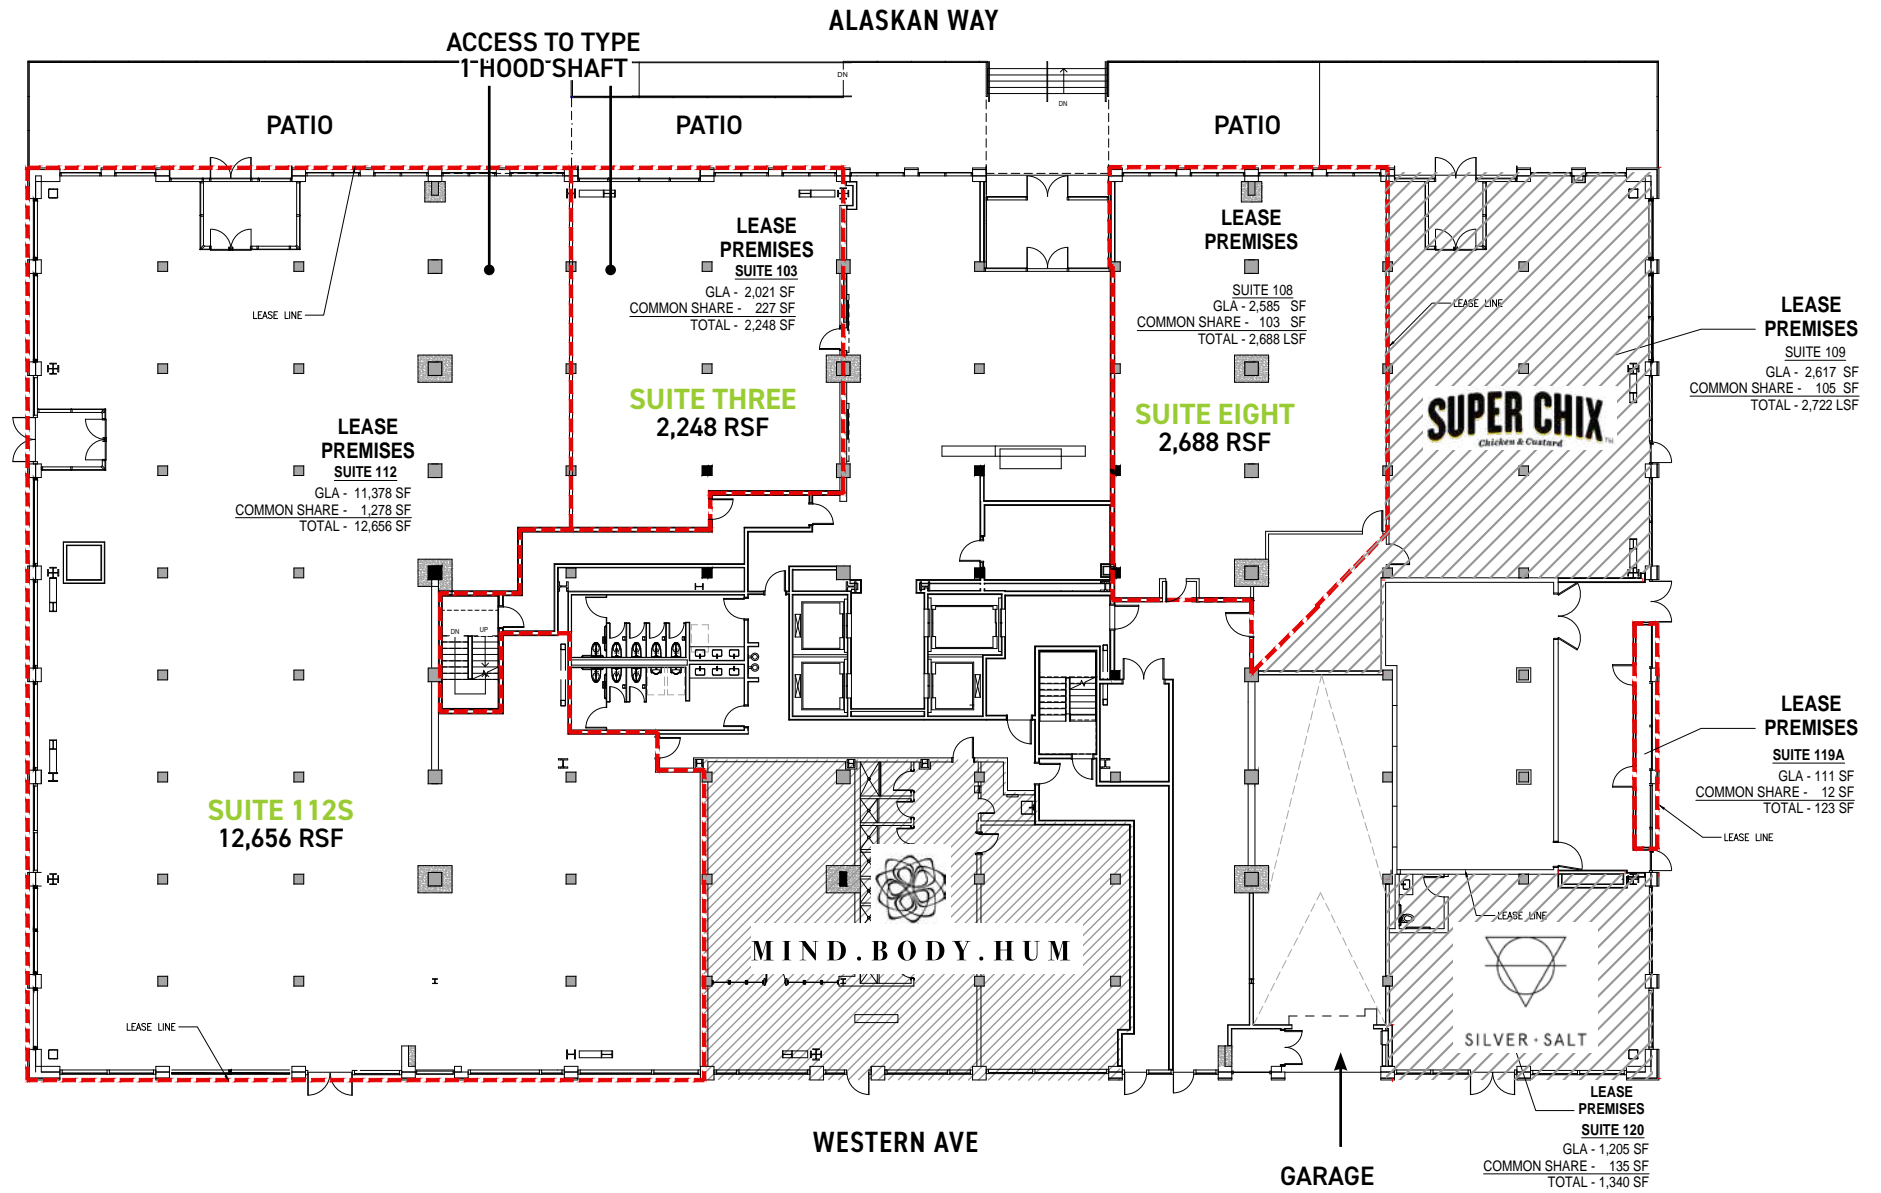 ALASKAN WAY
ACCESS TO TYPE
1 HOOD SHAFT
DN
DN
PATIO
PATIO
PATIO
LEASE
PREMISES
SUITE 103
GLA - 2,021 SF
COMMON SHARE - 227 SF
TOTAL - 2,248 SF
SUITE THREE
2,248 RSF
LEASE
PREMISES
SUITE 108
GLA - 2,585 SF
COMMON SHARE - 103 SF
TOTAL - 2,688 LSF
SUITE EIGHT
2,688 RSF
LEASE LINE
LEASE LINE
LEASE
PREMISES
SUITE 109
GLA - 2,617 SF
COMMON SHARE - 105 SF
TOTAL - 2,722 LSF
SUPER CHIX
Chicken & Custard
LEASE
PREMISES
SUITE 112
GLA - 11,378 SF
COMMON SHARE - 1,278 SF
TOTAL - 12,656 SF
DN UP
SUITE 112S
12,656 RSF
LEASE
PREMISES
SUITE 119A
GLA - 111 SF
COMMON SHARE - 12 SF
TOTAL - 123 SF
LEASE LINE
MIND.BODY.HUM
LEASE LINE
SILVER · SALT
LEASE LINE
LEASE
PREMISES
SUITE 120
GLA - 1,205 SF
COMMON SHARE - 135 SF
TOTAL - 1,340 SF
WESTERN AVE
GARAGE